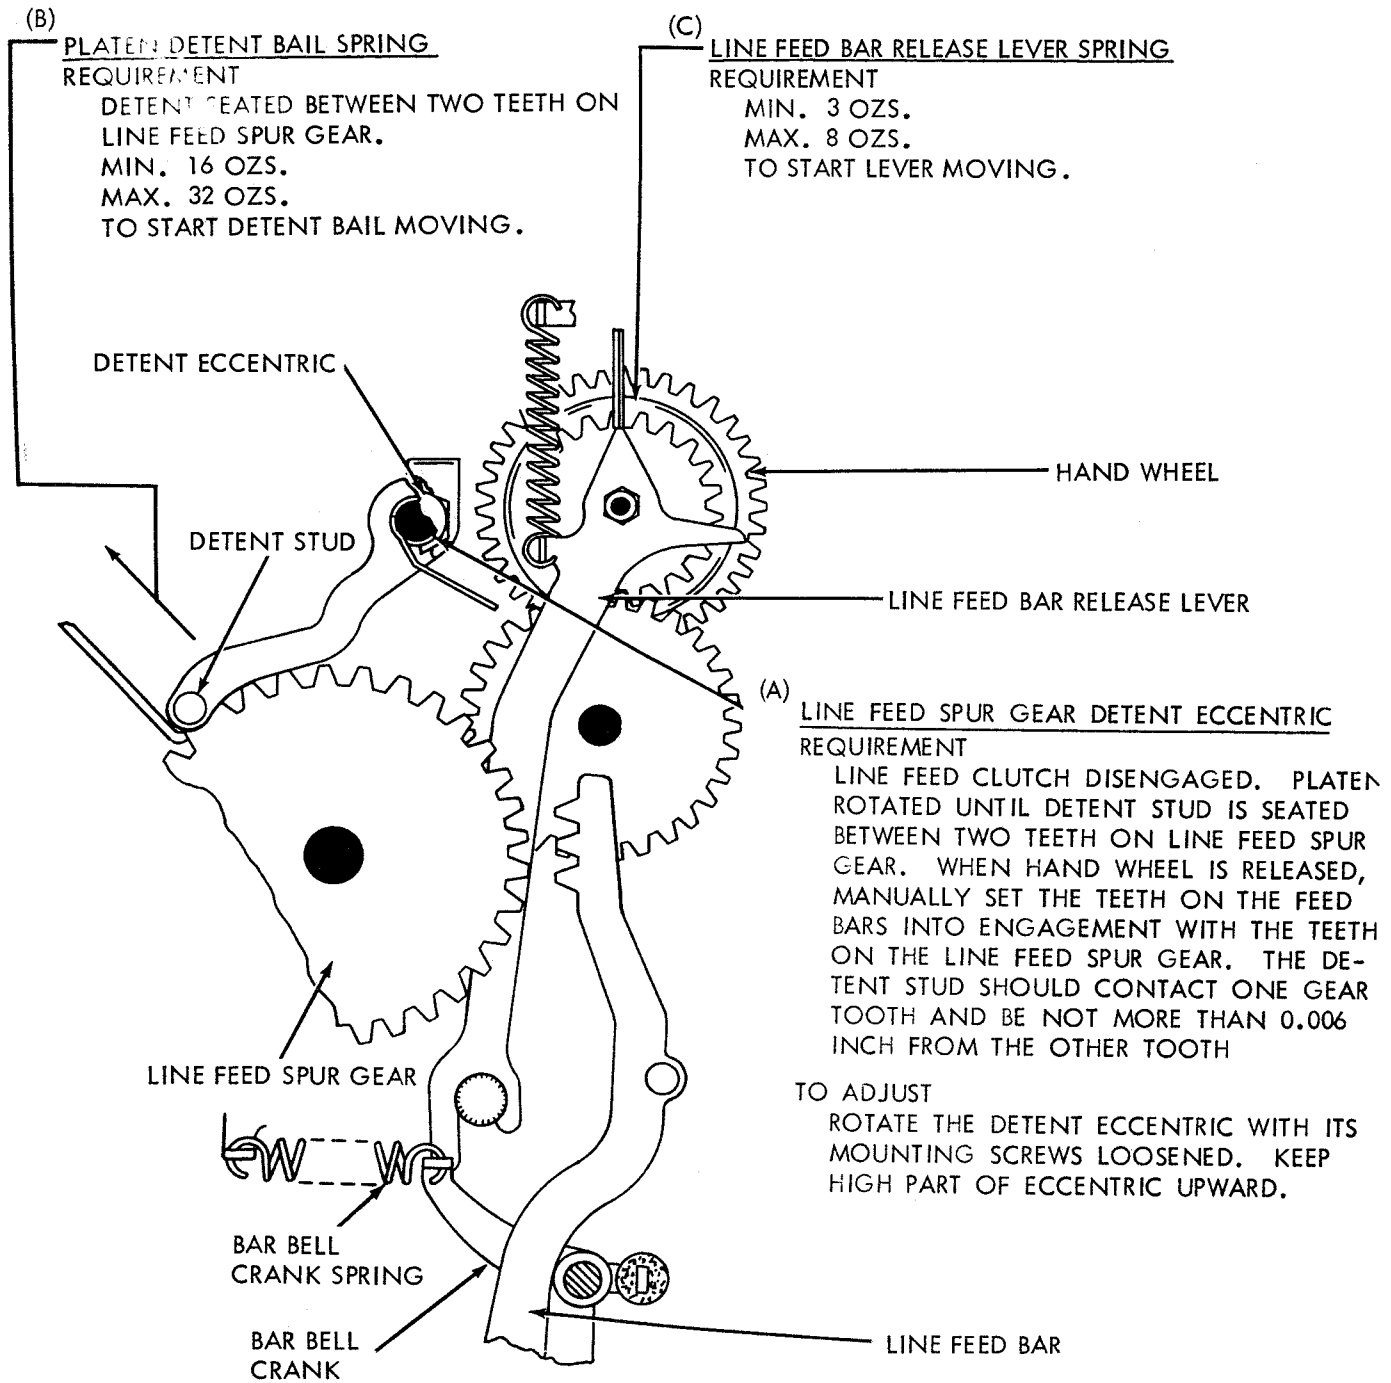 (B)
PLATEN DETENT BAIL SPRING
REQUIREMENT
DETENT SEATED BETWEEN TWO TEETH ON
LINE FEED SPUR GEAR.
MIN. 16 OZS.
MAX. 32 OZS.
TO START DETENT BAIL MOVING.
(C)
LINE FEED BAR RELEASE LEVER SPRING
REQUIREMENT
MIN. 3 OZS.
MAX. 8 OZS.
TO START LEVER MOVING.
DETENT ECCENTRIC
HAND WHEEL
DETENT STUD
LINE FEED BAR RELEASE LEVER
(A)
LINE FEED SPUR GEAR DETENT ECCENTRIC
REQUIREMENT
LINE FEED CLUTCH DISENGAGED. PLATEN
ROTATED UNTIL DETENT STUD IS SEATED
BETWEEN TWO TEETH ON LINE FEED SPUR
GEAR. WHEN HAND WHEEL IS RELEASED,
MANUALLY SET THE TEETH ON THE FEED
BARS INTO ENGAGEMENT WITH THE TEETH
ON THE LINE FEED SPUR GEAR. THE DE-
TENT STUD SHOULD CONTACT ONE GEAR
TOOTH AND BE NOT MORE THAN 0.006
INCH FROM THE OTHER TOOTH
TO ADJUST
ROTATE THE DETENT ECCENTRIC WITH ITS
MOUNTING SCREWS LOOSENED. KEEP
HIGH PART OF ECCENTRIC UPWARD.
LINE FEED SPUR GEAR
BAR BELL
CRANK SPRING
BAR BELL
CRANK
LINE FEED BAR